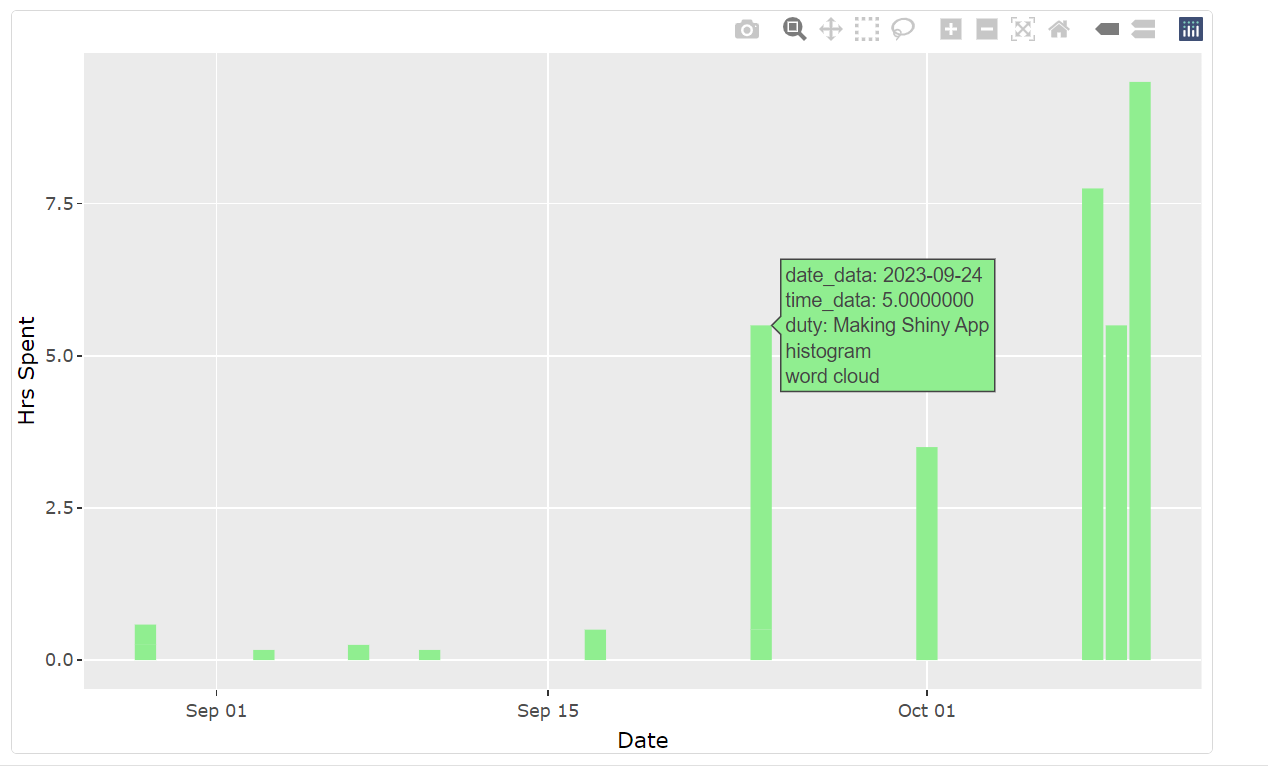 7.5
5.0
2.5
0.0
Hrs Spent
date_data: 2023-09-24
time_data: 5.0000000
duty: Making Shiny App
histogram
word cloud
Sep 01
Sep 15
Oct 01
Date